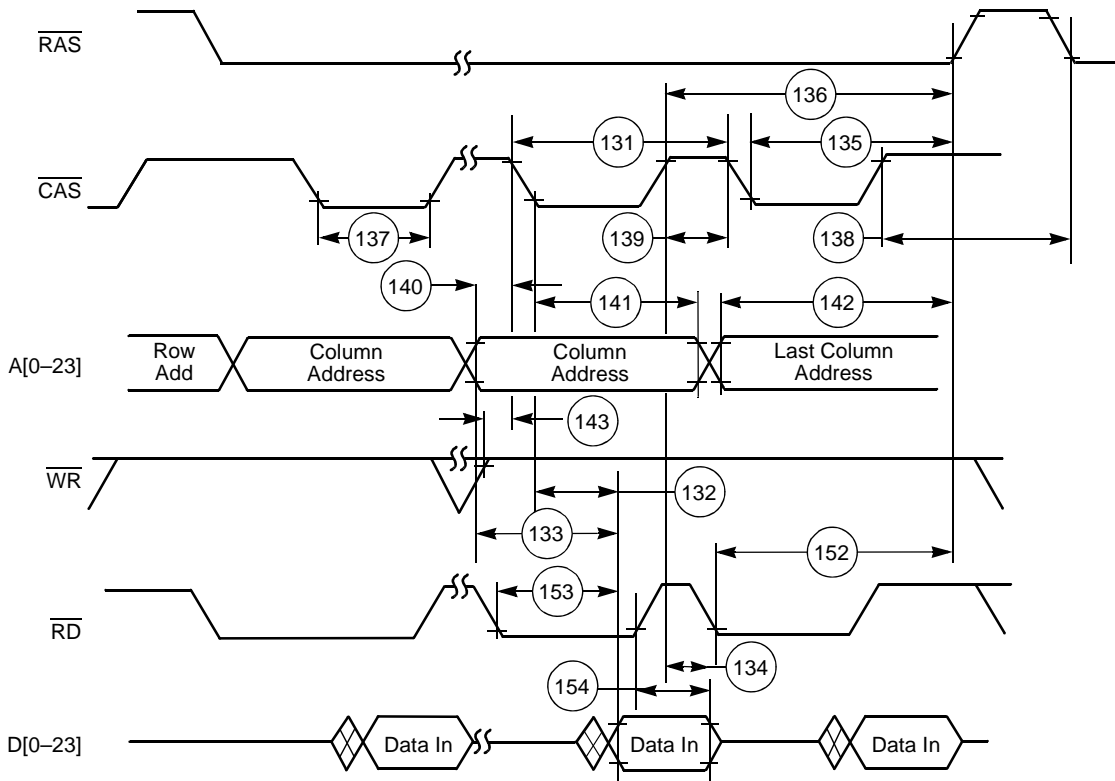 RAS
136
131
135
CAS
137
139
138
140
141
142
A[0–23]
Row
Add
Column
Address
Column
Address
Last Column
Address
143
WR
132
133
152
153
RD
134
154
D[0–23]
Data In
Data In
Data In